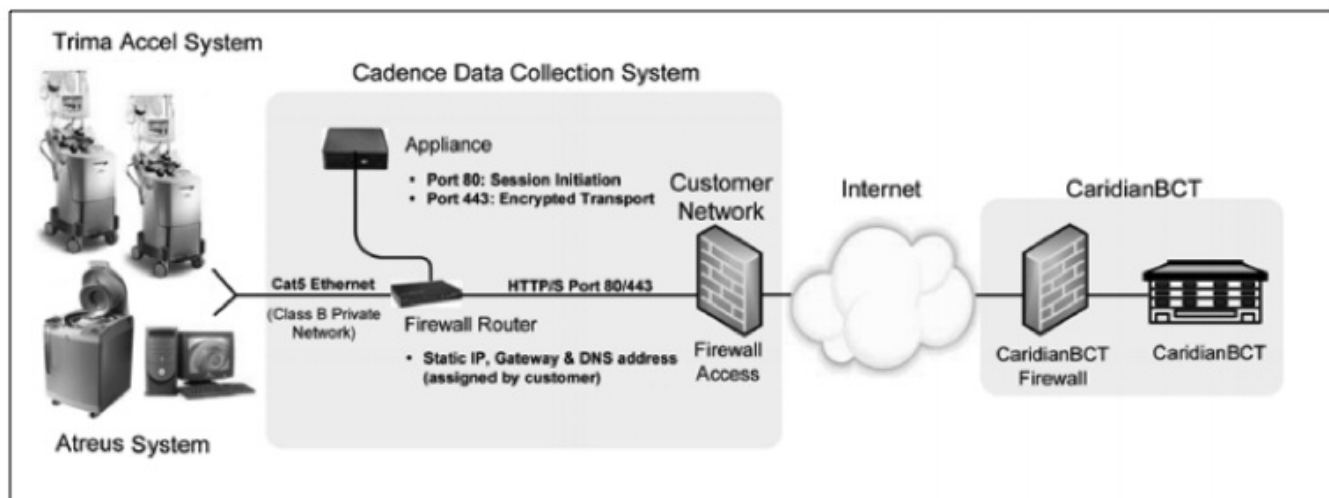 Trima Accel System
Cadence Data Collection System
Appliance
• Port 80: Session Initiation
• Port 443: Encrypted Transport
Customer
Network
Internet
CaridianBCT
Cat5 Ethernet
(Class B Private
Network)
HTTP/S Port 80/443
Firewall Router
• Static IP, Gateway & DNS address
(assigned by customer)
Firewall
Access
CaridianBCT
Firewall
CaridianBCT
Atreus System